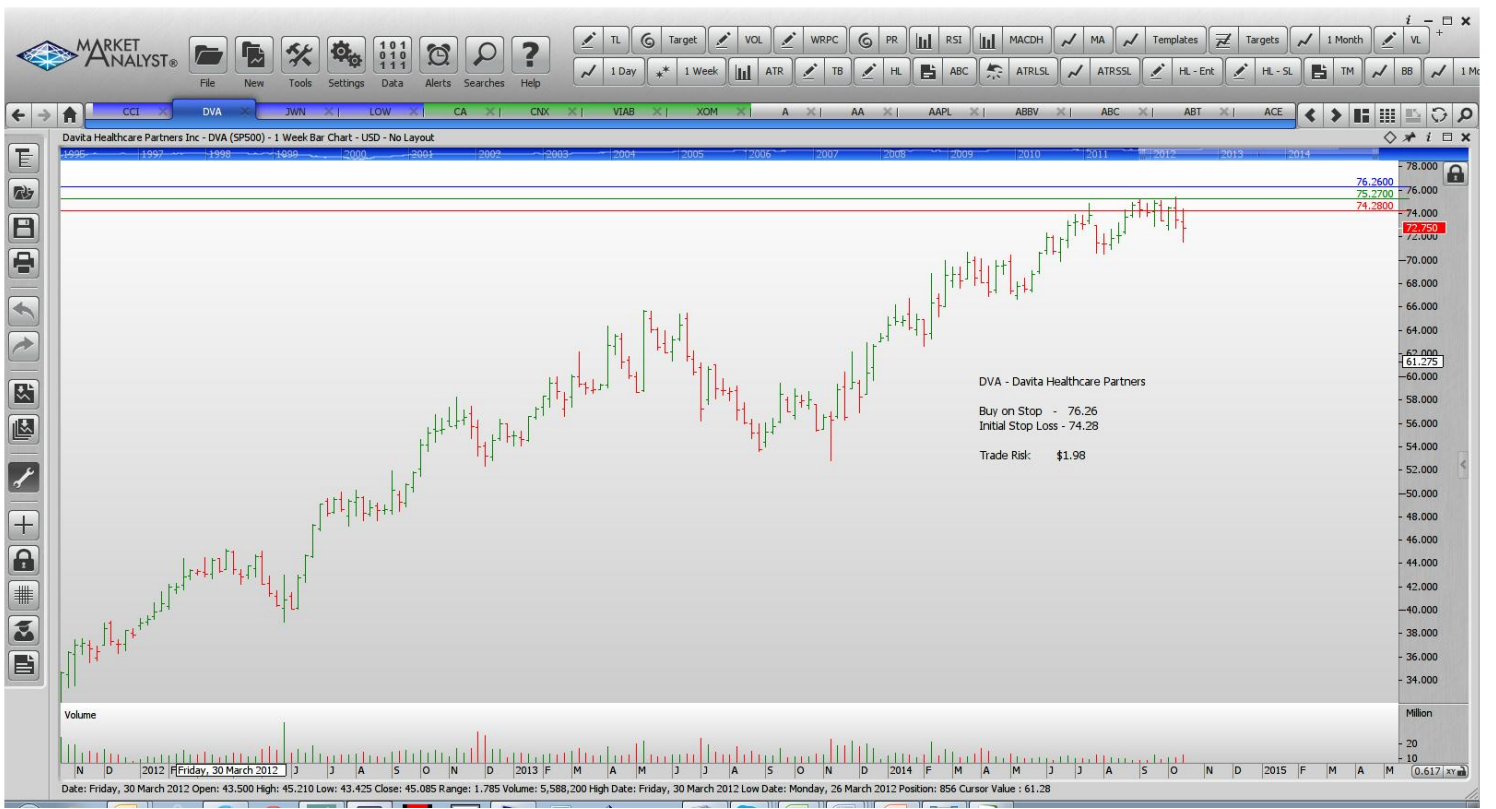 MARKET ANALYST®
File New Tools Settings Data Alerts Searches Help
TL Target VOL WRPC PR RSI MACDH MA Templates Targets 1 Month VL
1 Day 1 Week ATR TB HL ABC ATRLSL ATRSSL HL - Ent HL - SL TM BB 1 Mo
CCI DVA JWN LOW CA CNX VIAB XOM A AA AAPL ABBV ABC ABT ACE
Davita Healthcare Partners Inc - DVA (SP500) - 1 Week Bar Chart - USD - No Layout
1995 1997 1998 1999 2000 2001 2002 2003 2004 2005 2006 2007 2008 2009 2010 2011 2012 2013 2014
78.000
76.2600
76.000
75.2700
74.2800
74.000
72.750
72.000
70.000
68.000
66.000
64.000
62.000
61.275
60.000
58.000
56.000
54.000
52.000
50.000
48.000
46.000
44.000
42.000
40.000
38.000
36.000
34.000
DVA - Davita Healthcare Partners
Buy on Stop - 76.26
Initial Stop Loss - 74.28
Trade Risk: $1.98
Volume
Million
20
10
N D 2012 F Friday, 30 March 2012 J J A S O N D 2013 F M A M J J A S O N D 2014 F M A M J J A S O N D 2015 F M A M
0.617 XY
Date: Friday, 30 March 2012 Open: 43.500 High: 45.210 Low: 43.425 Close: 45.085 Range: 1.785 Volume: 5,588,200 High Date: Friday, 30 March 2012 Low Date: Monday, 26 March 2012 Position: 856 Cursor Value : 61.28